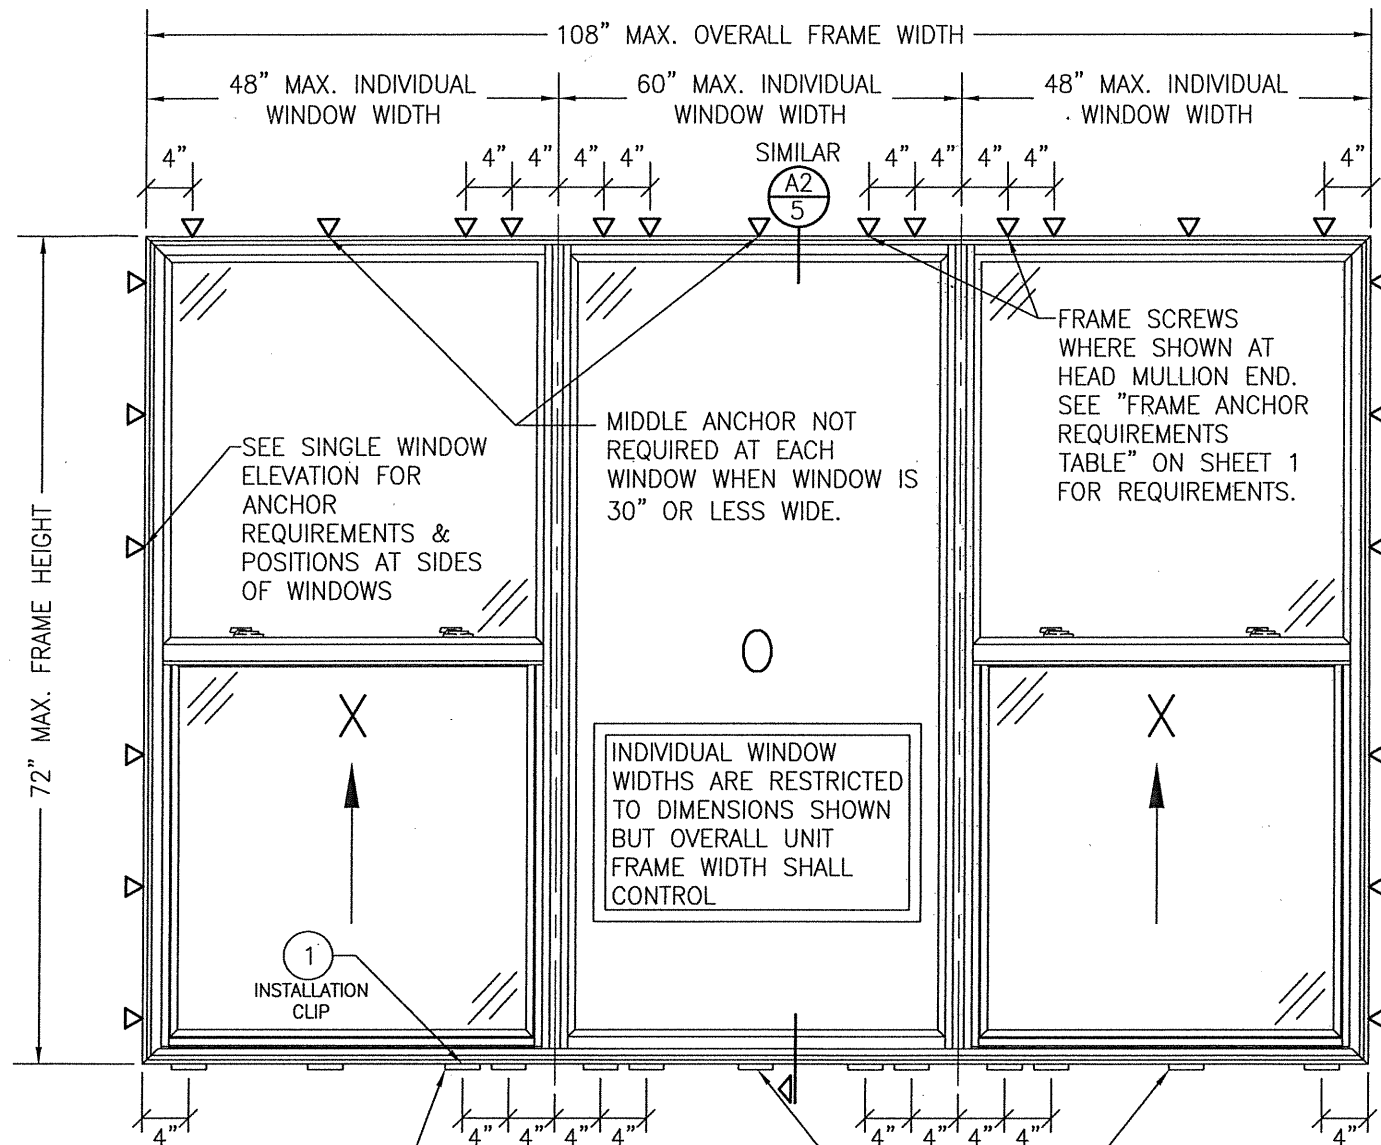 108” MAX. OVERALL FRAME WIDTH
48” MAX. INDIVIDUAL
WINDOW WIDTH
60” MAX. INDIVIDUAL
WINDOW WIDTH
48” MAX. INDIVIDUAL
WINDOW WIDTH
4” 4” 4” 4” 4” 4” 4” 4” 4” 4”
SIMILAR
A2
5
FRAME SCREWS
WHERE SHOWN AT
HEAD MULLION END.
SEE ”FRAME ANCHOR
REQUIREMENTS
TABLE” ON SHEET 1
FOR REQUIREMENTS.
MIDDLE ANCHOR NOT
REQUIRED AT EACH
WINDOW WHEN WINDOW IS
30” OR LESS WIDE.
SEE SINGLE WINDOW
ELEVATION FOR
ANCHOR
REQUIREMENTS &
POSITIONS AT SIDES
OF WINDOWS
72” MAX. FRAME HEIGHT
O
X
X
INDIVIDUAL WINDOW
WIDTHS ARE RESTRICTED
TO DIMENSIONS SHOWN
BUT OVERALL UNIT
FRAME WIDTH SHALL
CONTROL
1
INSTALLATION
CLIP
4” 4” 4” 4” 4” 4” 4” 4” 4” 4”